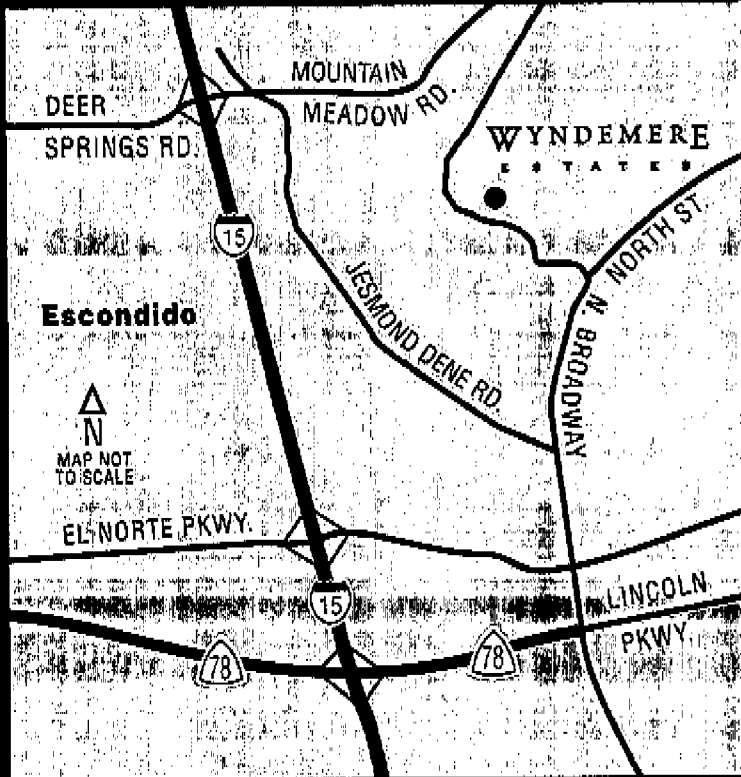 MOUNTAIN
MEADOW RD.
DEER
SPRINGS RD.
WYNDEMERE
ESTATES
15
NORTH ST.
JESMOND DENE RD.
Escondido
N. BROADWAY
N
MAP NOT
TO SCALE
EL NORTE PKWY.
15
LINCOLN
PKWY.
78
78